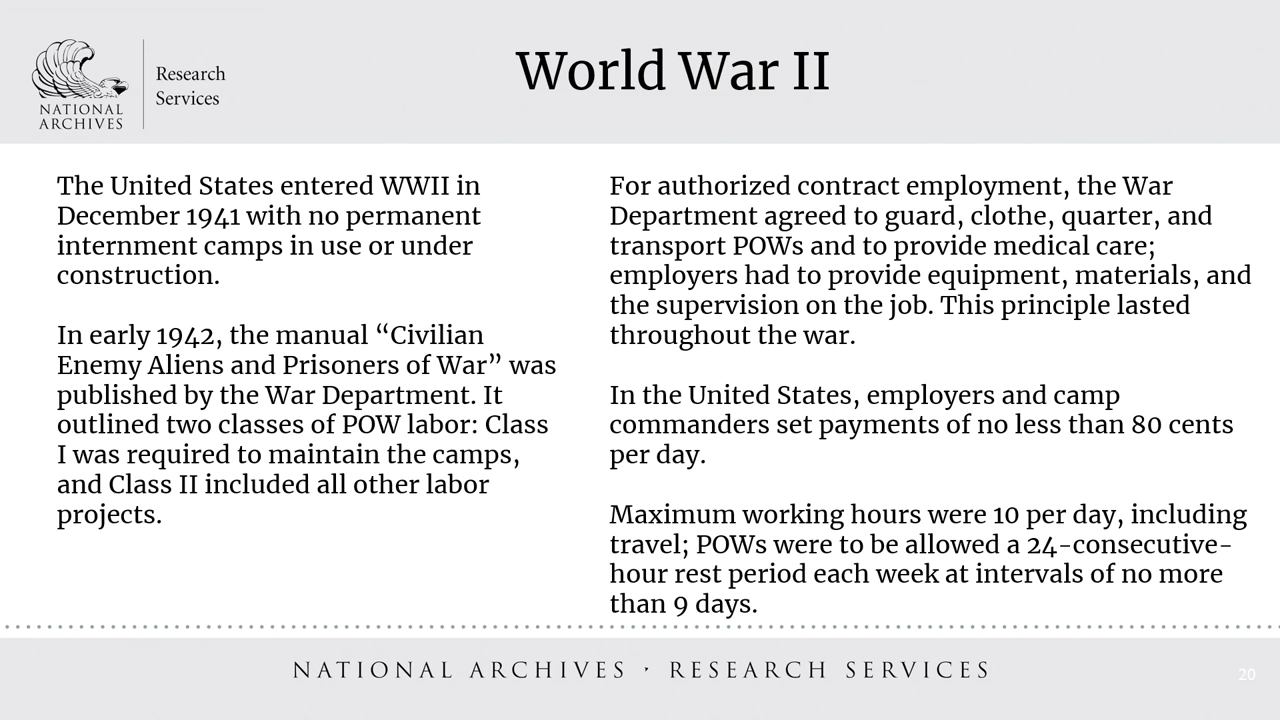 NATIONAL
ARCHIVES
Research
Services
World War II
The United States entered WWII in
December 1941 with no permanent
internment camps in use or under
construction.
In early 1942, the manual “Civilian
Enemy Aliens and Prisoners of War” was
published by the War Department. It
outlined two classes of POW labor: Class
I was required to maintain the camps,
and Class II included all other labor
projects.
For authorized contract employment, the War
Department agreed to guard, clothe, quarter, and
transport POWs and to provide medical care;
employers had to provide equipment, materials, and
the supervision on the job. This principle lasted
throughout the war.
In the United States, employers and camp
commanders set payments of no less than 80 cents
per day.
Maximum working hours were 10 per day, including
travel; POWs were to be allowed a 24-consecutive-
hour rest period each week at intervals of no more
than 9 days.
NATIONAL ARCHIVES · RESEARCH SERVICES
20